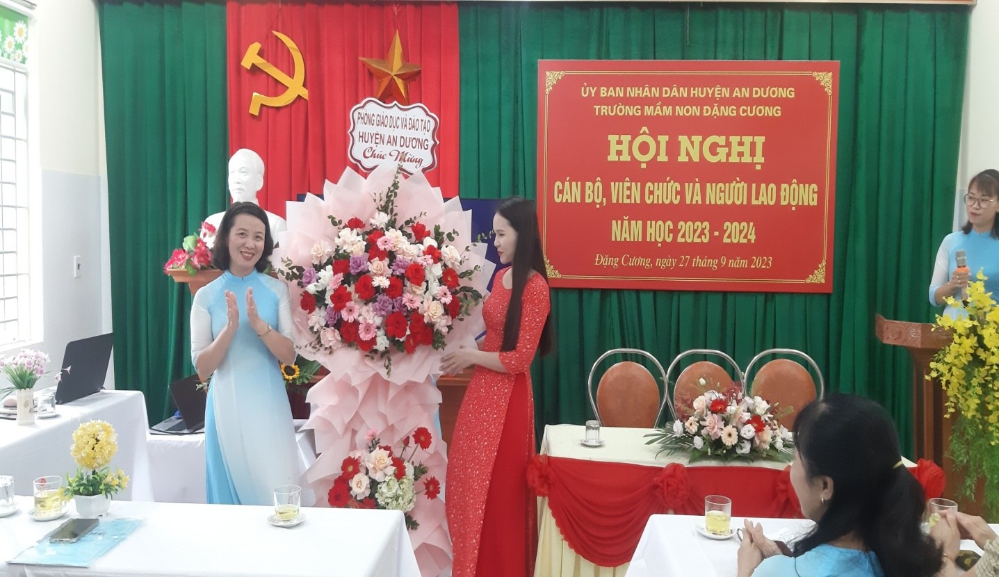 PHÒNG GIÁO DỤC VÀ ĐÀO TẠO
HUYỆN AN DƯƠNG
Chúc Mừng
ỦY BAN NHÂN DÂN HUYỆN AN DƯƠNG
TRƯỜNG MẦM NON ĐẶNG CƯƠNG
HỘI NGHỊ
CÁN BỘ, VIÊN CHỨC VÀ NGƯỜI LAO ĐỘNG
NĂM HỌC 2023 - 2024
Đặng Cương, ngày 27 tháng 9 năm 2023